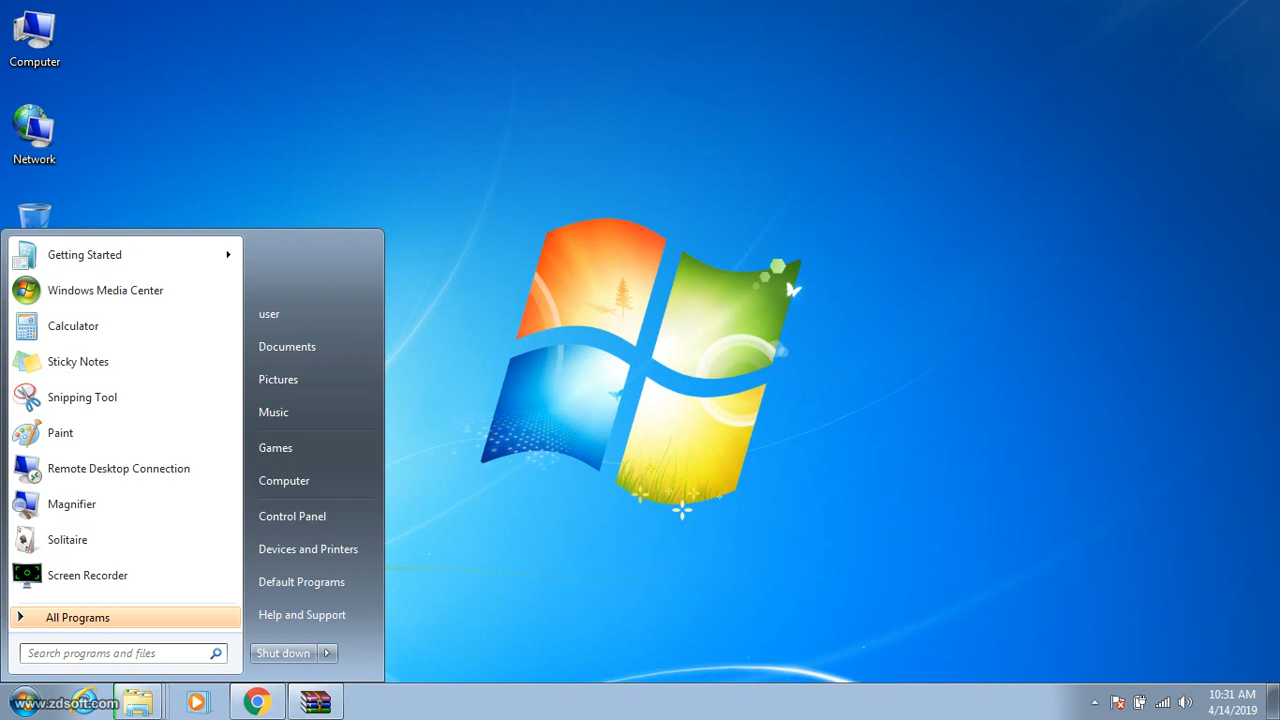 Computer
Network
Getting Started
Windows Media Center
Calculator
Sticky Notes
Snipping Tool
Paint
Remote Desktop Connection
Magnifier
Solitaire
Screen Recorder
All Programs
Search programs and files
user
Documents
Pictures
Music
Games
Computer
Control Panel
Devices and Printers
Default Programs
Help and Support
Shut down
www.zdsoft.com
10:31 AM
4/14/2019